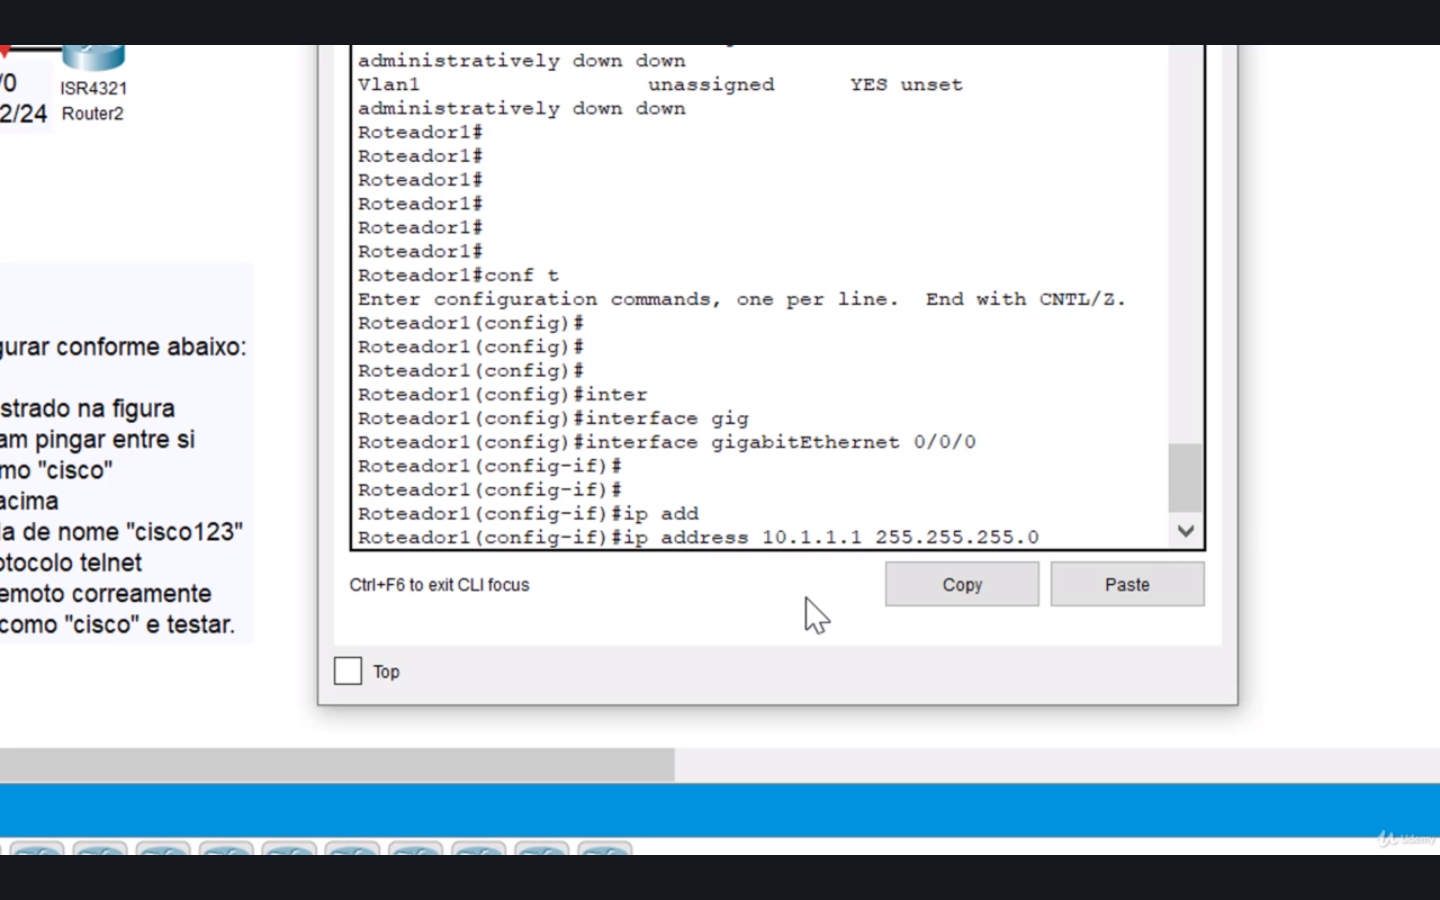 /0
2/24
ISR4321
Router2
gurar conforme abaixo:
strado na figura
am pingar entre si
mo "cisco"
acima
la de nome "cisco123"
otocolo telnet
emoto correamente
como "cisco" e testar.
administratively down down
Vlan1 unassigned YES unset
administratively down down
Roteador1#
Roteador1#
Roteador1#
Roteador1#
Roteador1#
Roteador1#
Roteador1#conf t
Enter configuration commands, one per line. End with CNTL/Z.
Roteador1(config)#
Roteador1(config)#
Roteador1(config)#
Roteador1(config)#inter
Roteador1(config)#interface gig
Roteador1(config)#interface gigabitEthernet 0/0/0
Roteador1(config-if)#
Roteador1(config-if)#
Roteador1(config-if)#ip add
Roteador1(config-if)#ip address 10.1.1.1 255.255.255.0
Ctrl+F6 to exit CLI focus
Copy
Paste
Top
Udemy